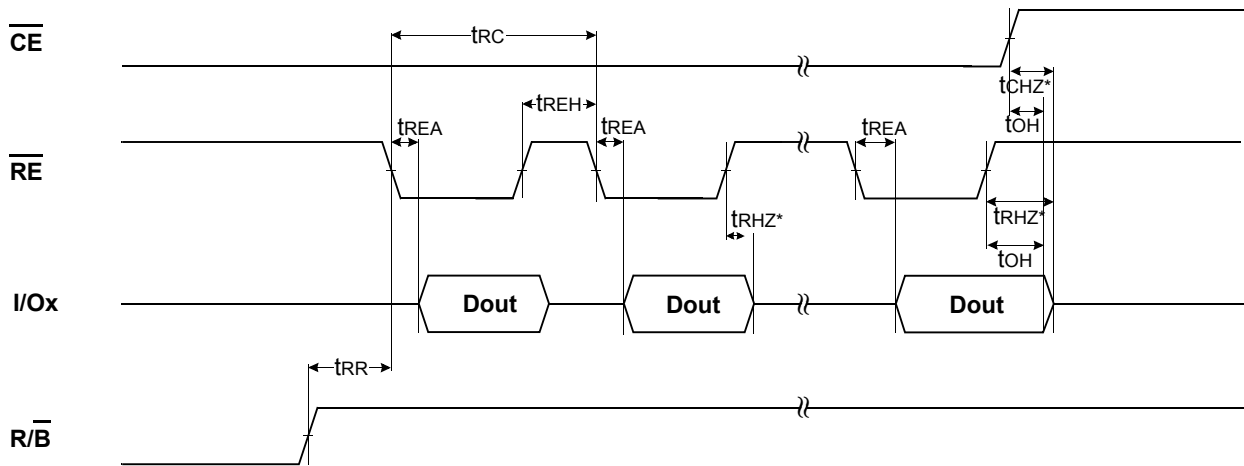 CE
tRC
tCHZ*
tREH
tOH
tREA
tREA
tREA
RE
tRHZ*
tRHZ*
tOH
I/Ox
Dout
Dout
Dout
tRR
R/B